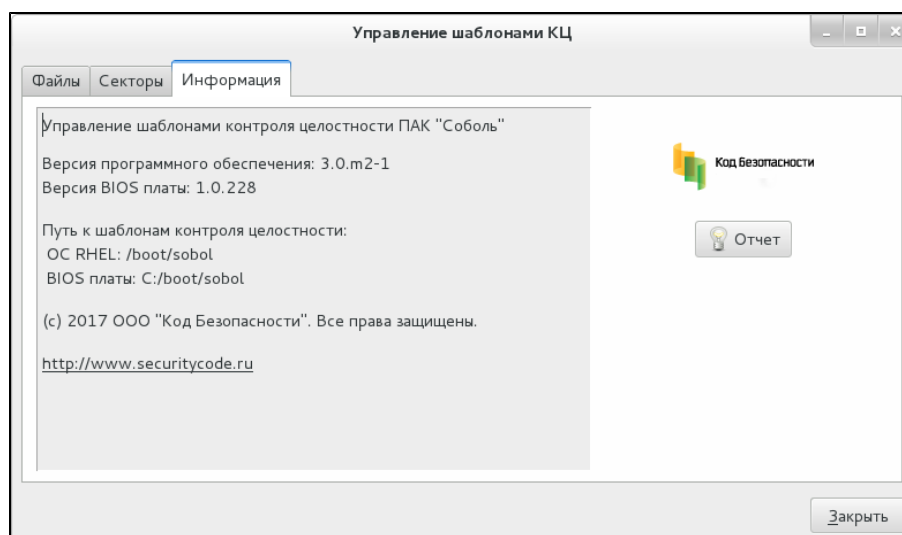 Управление шаблонами КЦ
Файлы Секторы Информация
Управление шаблонами контроля целостности ПАК "Соболь"
Версия программного обеспечения: 3.0.m2-1
Версия BIOS платы: 1.0.228
Путь к шаблонам контроля целостности:
ОС RHEL: /boot/sobol
BIOS платы: C:/boot/sobol
(c) 2017 ООО "Код Безопасности". Все права защищены.
http://www.securitycode.ru
Код Безопасности
Отчет
Закрыть